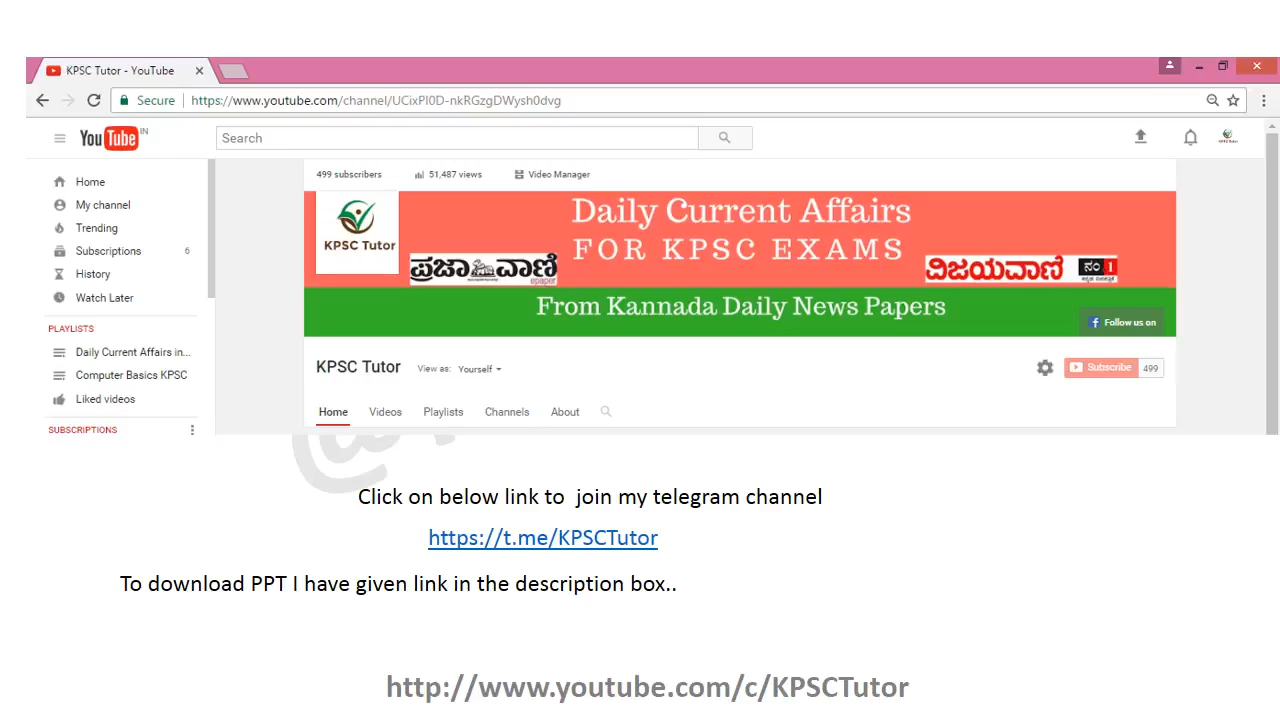 KPSC Tutor - YouTube
Secure https://www.youtube.com/channel/UCixPl0D-nkRGzgDWysh0dvg
YouTube IN
Search
Home
My channel
Trending
Subscriptions 6
History
Watch Later
PLAYLISTS
Daily Current Affairs in...
Computer Basics KPSC
Liked videos
SUBSCRIPTIONS
499 subscribers 51,487 views Video Manager
KPSC Tutor
Daily Current Affairs
FOR KPSC EXAMS
ಪ್ರಜಾವಾಣಿ
epaper
ವಿಜಯವಾಣಿ ನಂ 1
From Kannada Daily News Papers
Follow us on
KPSC Tutor View as: Yourself
Subscribe 499
Home Videos Playlists Channels About
Click on below link to join my telegram channel
https://t.me/KPSCTutor
To download PPT I have given link in the description box..
http://www.youtube.com/c/KPSCTutor